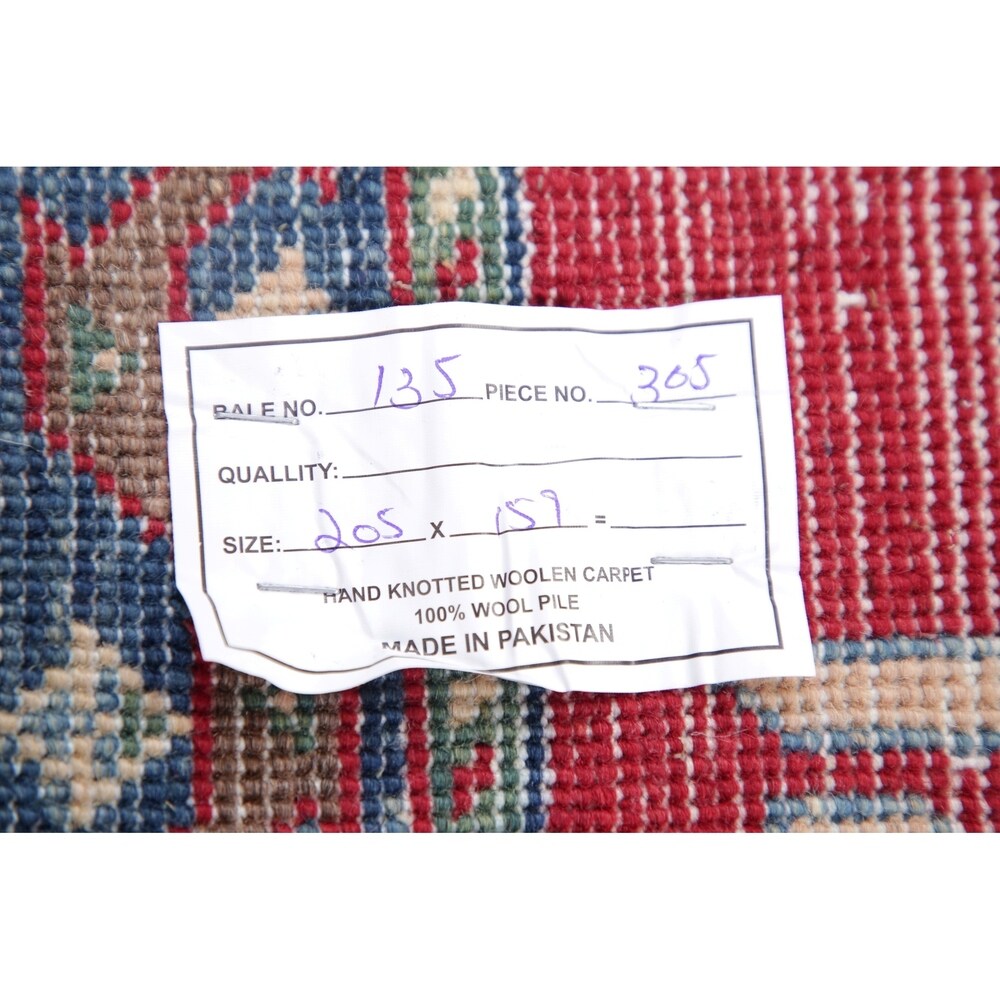 BALE NO. 135 PIECE NO. 305
QUALLITY:
SIZE: 205 X 159 =
HAND KNOTTED WOOLEN CARPET
100% WOOL PILE
MADE IN PAKISTAN